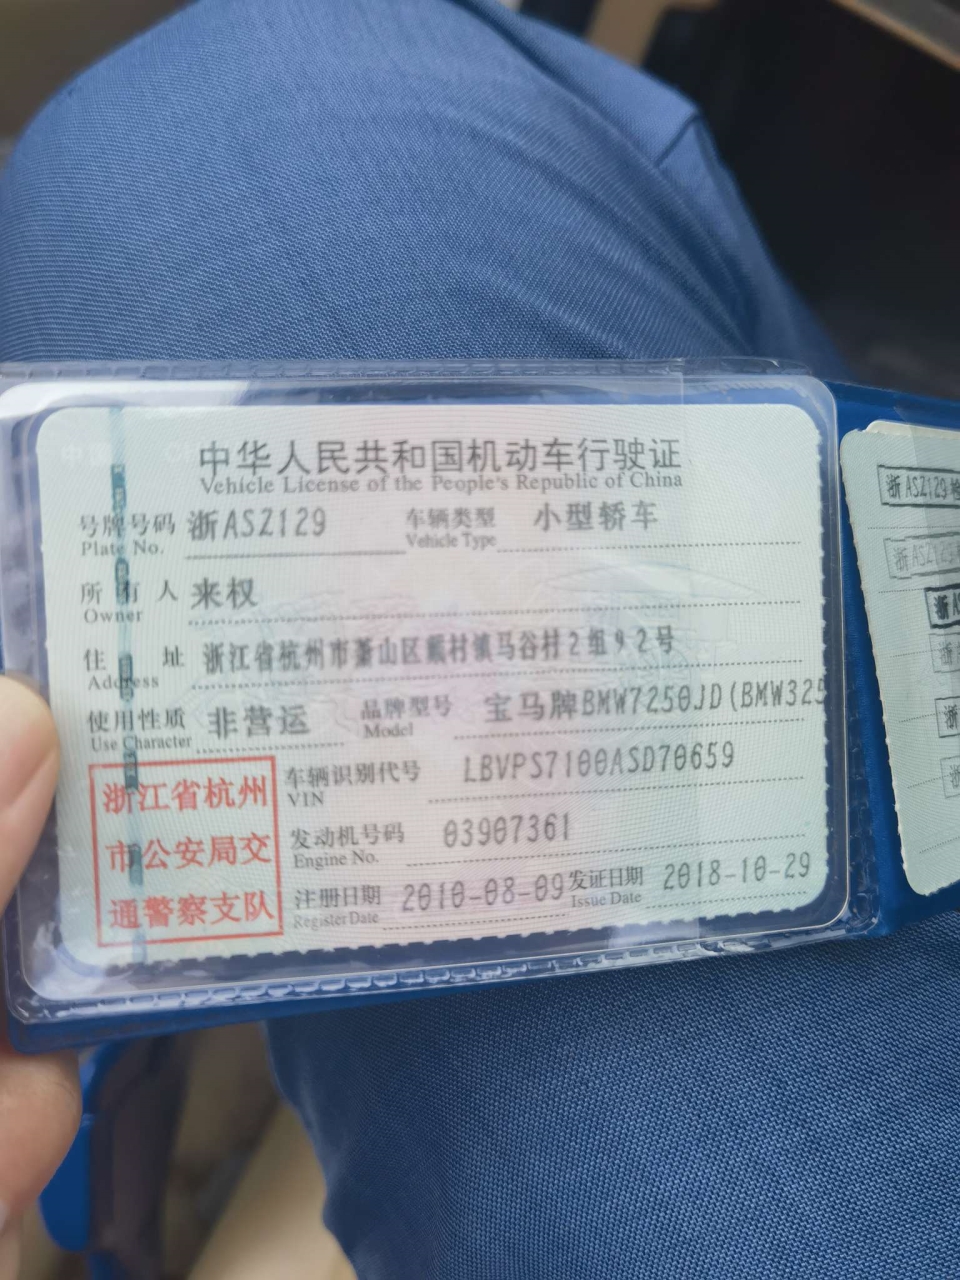 中华人民共和国机动车行驶证
Vehicle License of the People's Republic of China
号牌号码 浙ASZ129 车辆类型 小型轿车
Plate No. Vehicle Type
所有人 来权
Owner
住址 浙江省杭州市萧山区戴村镇马谷村2组92号
Address
使用性质 非营运 品牌型号 宝马牌BMW7250JD(BMW325
Use Character Model
浙江省杭州
市公安局交
通警察支队
车辆识别代号 LBVPS7100ASD70659
VIN
发动机号码 03907361
Engine No.
注册日期 2010-08-09 发证日期 2018-10-29
Register Date Issue Date
浙ASZ129检